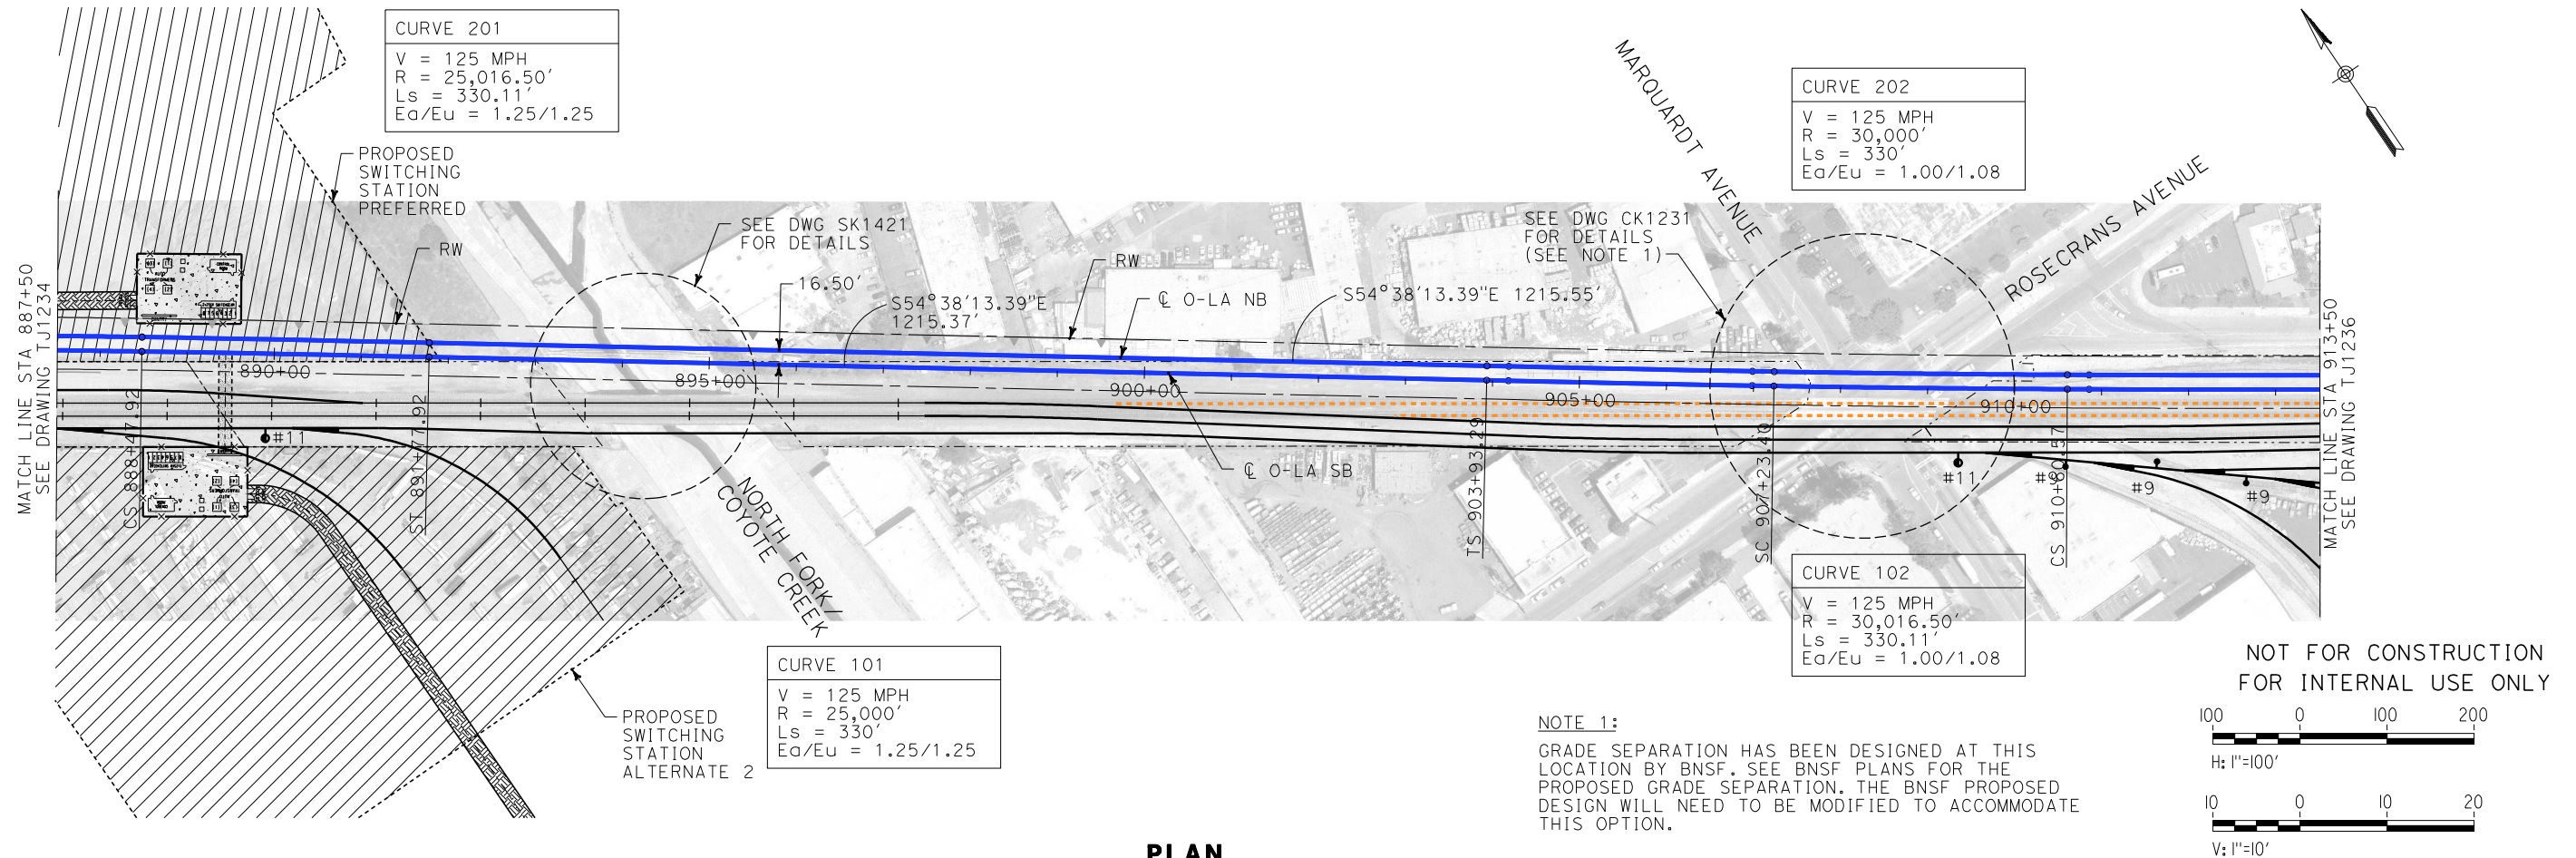 CURVE 201
V = 125 MPH
R = 25,016.50'
Ls = 330.11'
Ea/Eu = 1.25/1.25
PROPOSED
SWITCHING
STATION
PREFERRED
RW
SEE DWG SK1421
FOR DETAILS
16.50'
S54°38'13.39"E
1215.37'
RW
℄ O-LA NB
S54°38'13.39"E 1215.55'
SEE DWG CK1231
FOR DETAILS
(SEE NOTE 1)
MARQUARDT AVENUE
CURVE 202
V = 125 MPH
R = 30,000'
Ls = 330'
Ea/Eu = 1.00/1.08
ROSECRANS AVENUE
MATCH LINE STA 887+50
SEE DRAWING TJ1234
890+00
895+00
900+00
905+00
910+00
CS 888+47.92
ST 891+77.92
#11
℄ O-LA SB
TS 903+93.29
SC 907+23.40
CS 910+80.57
#11
#9
#9
#9
MATCH LINE STA 913+50
SEE DRAWING TJ1236
NORTH FORK/
COYOTE CREEK
CURVE 101
V = 125 MPH
R = 25,000'
Ls = 330'
Ea/Eu = 1.25/1.25
PROPOSED
SWITCHING
STATION
ALTERNATE 2
CURVE 102
V = 125 MPH
R = 30,016.50'
Ls = 330.11'
Ea/Eu = 1.00/1.08
NOT FOR CONSTRUCTION
FOR INTERNAL USE ONLY
NOTE 1:
GRADE SEPARATION HAS BEEN DESIGNED AT THIS
LOCATION BY BNSF. SEE BNSF PLANS FOR THE
PROPOSED GRADE SEPARATION. THE BNSF PROPOSED
DESIGN WILL NEED TO BE MODIFIED TO ACCOMMODATE
THIS OPTION.
100 0 100 200
H: 1"=100'
10 0 10 20
V: 1"=10'
PLAN